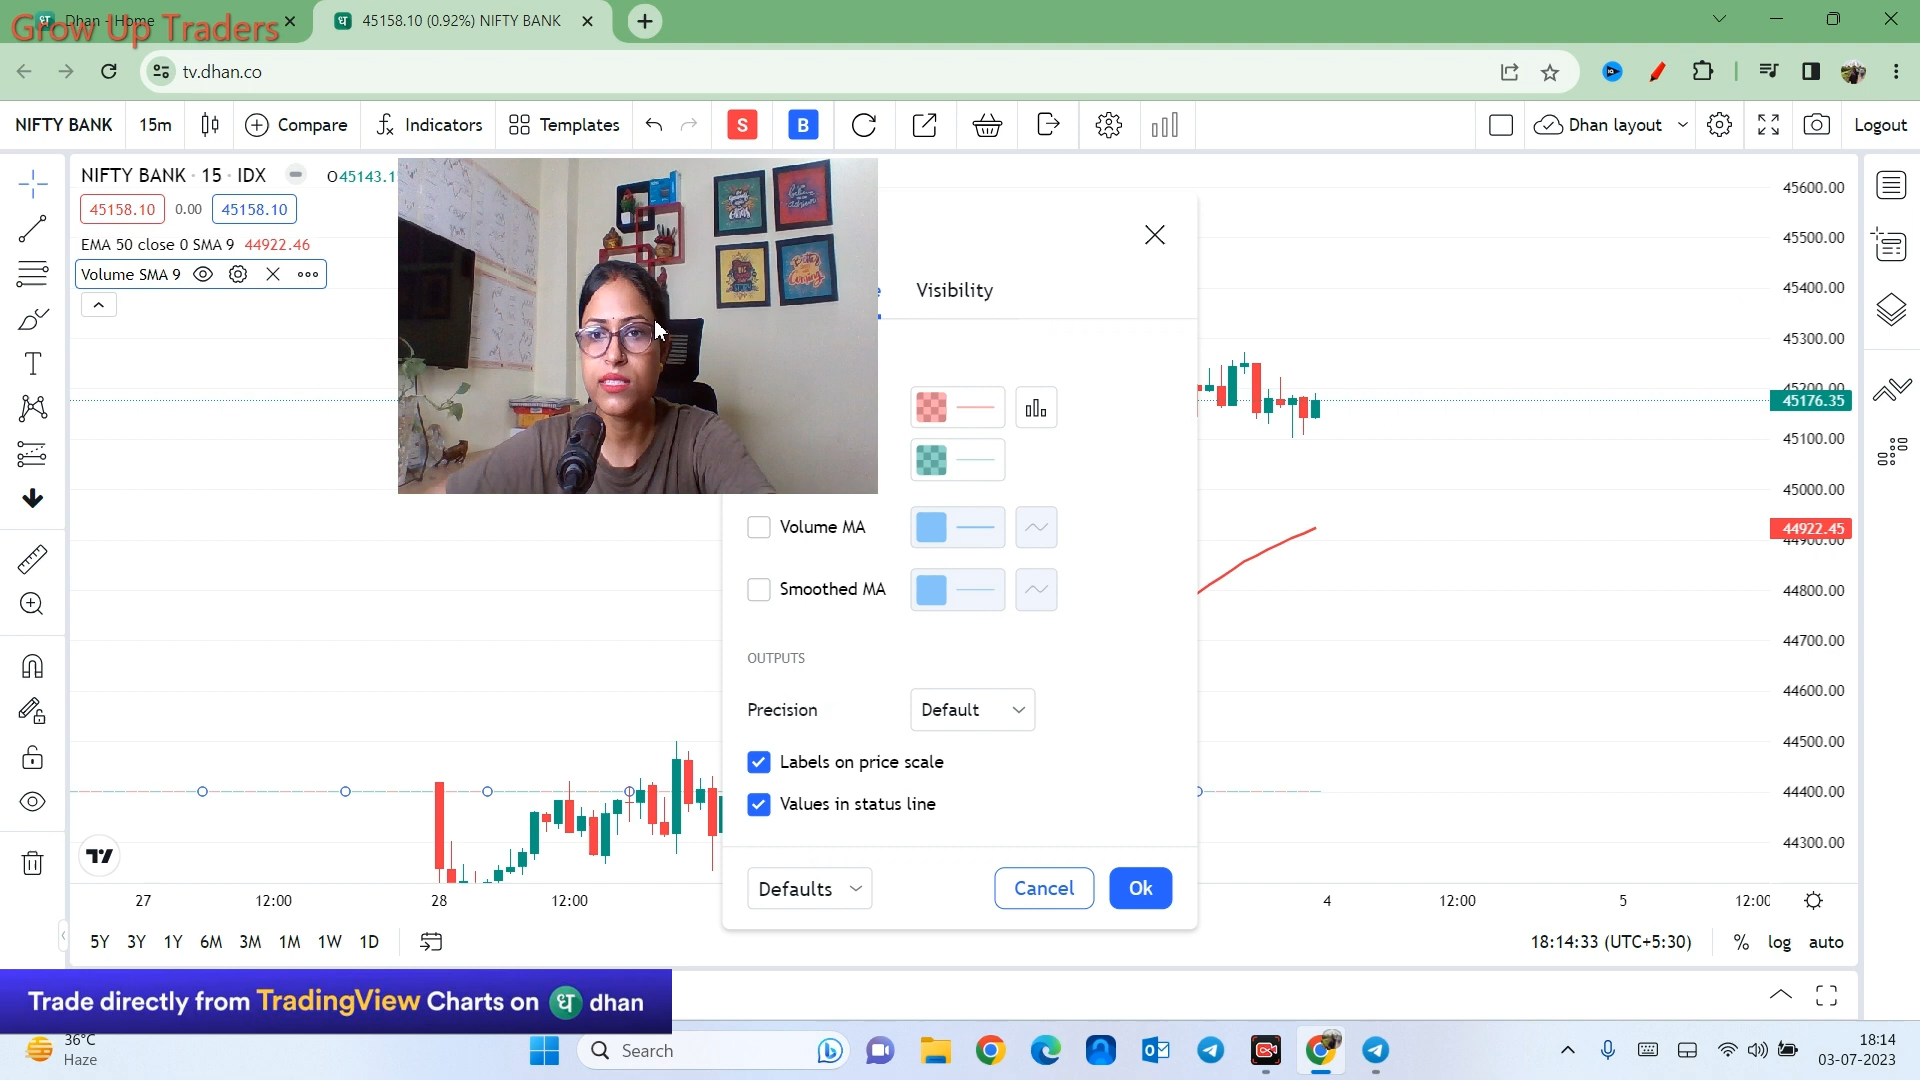 Dhan - Home
Grow Up Traders
45158.10 (0.92%) NIFTY BANK
tv.dhan.co
NIFTY BANK
15m
Compare
Indicators
Templates
S
B
Dhan layout
Logout
NIFTY BANK · 15 · IDX
O45143.1
45158.10
0.00
45158.10
EMA 50 close 0 SMA 9 44922.46
Volume SMA 9
Visibility
Volume MA
Smoothed MA
OUTPUTS
Precision
Default
Labels on price scale
Values in status line
Defaults
Cancel
Ok
45600.00
45500.00
45400.00
45300.00
45200.00
45176.35
45100.00
45000.00
44922.45
44900.00
44800.00
44700.00
44600.00
44500.00
44400.00
44300.00
27
12:00
28
12:00
4
12:00
5
12:00
5Y
3Y
1Y
6M
3M
1M
1W
1D
18:14:33 (UTC+5:30)
%
log
auto
Trade directly from TradingView Charts on ध dhan
36°C
Haze
Search
18:14
03-07-2023